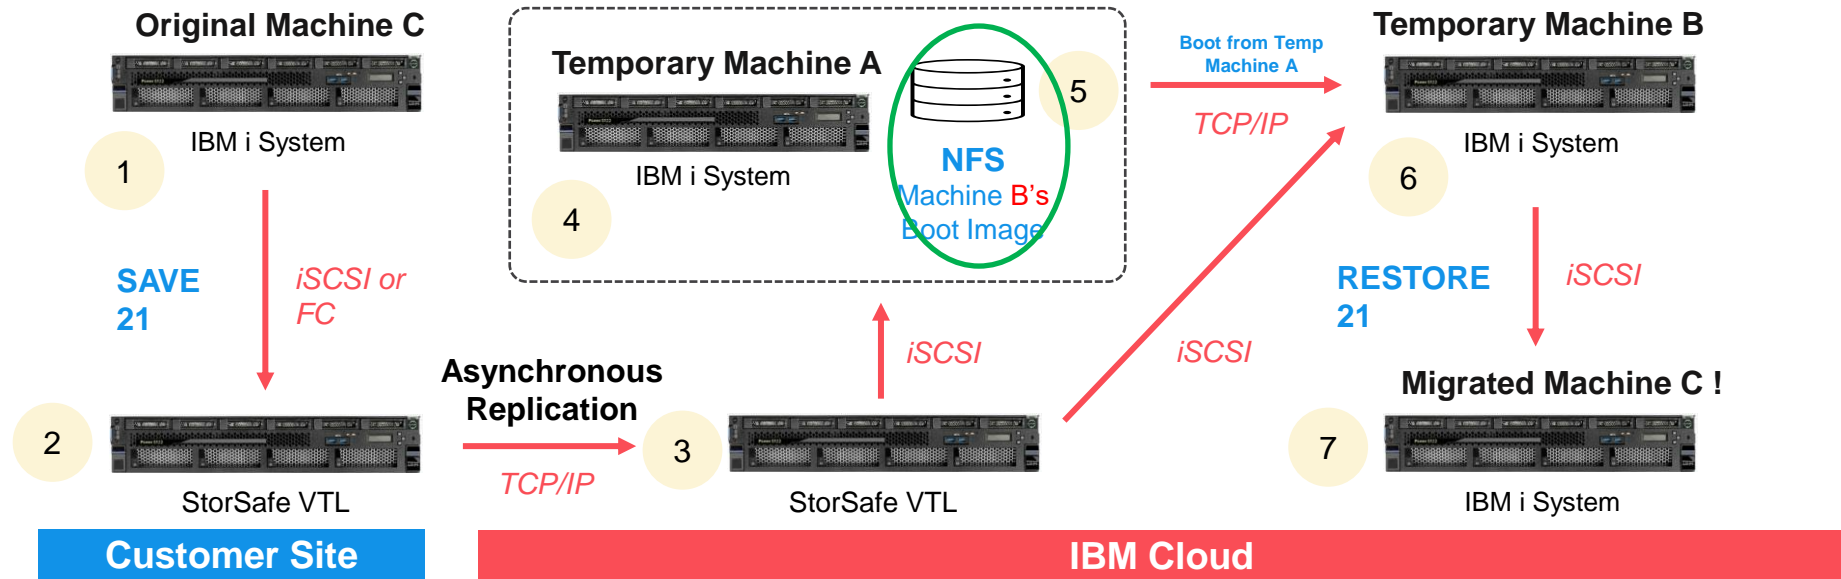 Original Machine C
IBM i System
1
SAVE
21
iSCSI or
FC
2
StorSafe VTL
Customer Site
Asynchronous
Replication
TCP/IP
3
StorSafe VTL
iSCSI
Temporary Machine A
IBM i System
4
5
NFS
Machine B's
Boot Image
Boot from Temp
Machine A
TCP/IP
iSCSI
Temporary Machine B
IBM i System
6
RESTORE
21
iSCSI
Migrated Machine C !
7
IBM i System
IBM Cloud